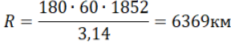 R = 180 · 60 · 1852 / 3,14 = 6369км